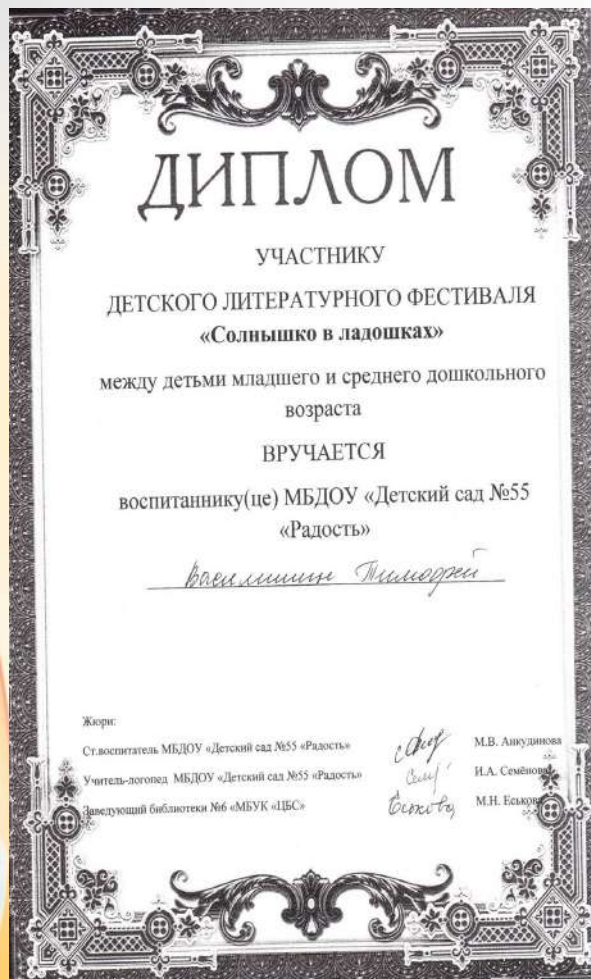 ДИПЛОМ
УЧАСТНИКУ
ДЕТСКОГО ЛИТЕРАТУРНОГО ФЕСТИВАЛЯ
«Солнышко в ладошках»
между детьми младшего и среднего дошкольного
возраста
ВРУЧАЕТСЯ
воспитаннику(це) МБДОУ «Детский сад №55
«Радость»
Василишин Тимофей
Жюри:
Ст.воспитатель МБДОУ «Детский сад №55 «Радость» М.В. Анкудинова
Учитель-логопед МБДОУ «Детский сад №55 «Радость» И.А. Семёнова
Заведующий библиотеки №6 «МБУК «ЦБС» Еськова М.Н. Еськова